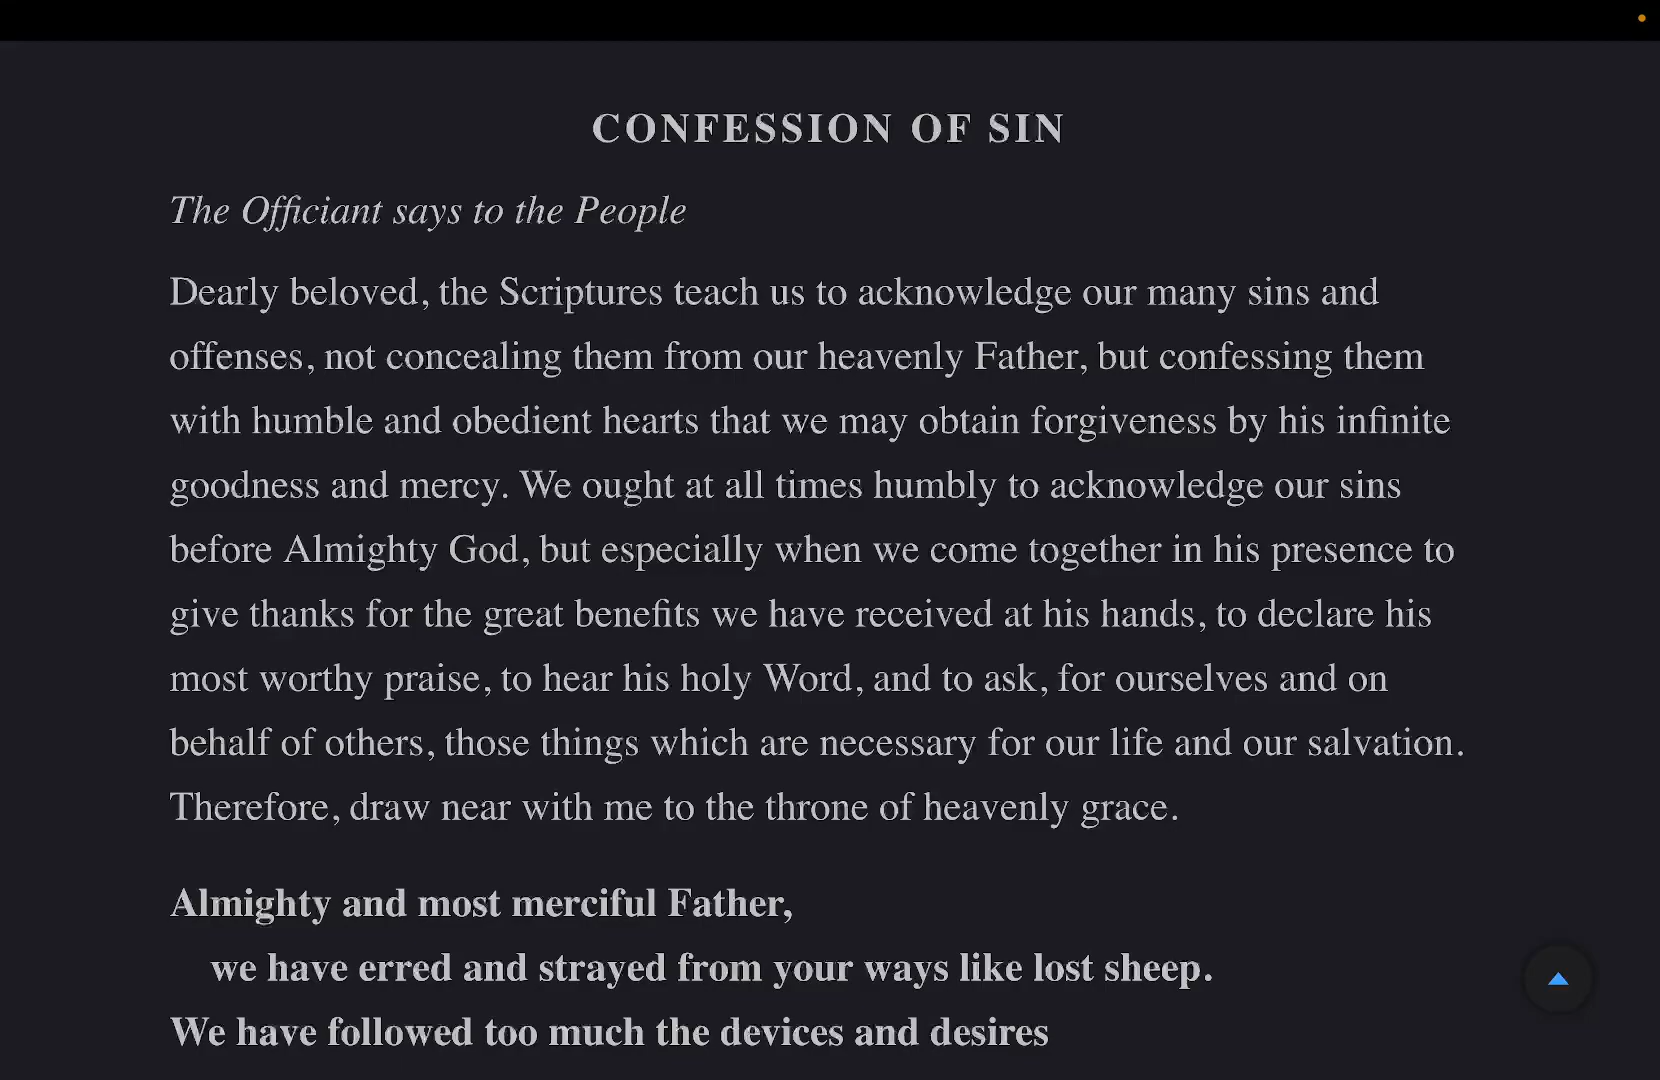 CONFESSION OF SIN
The Officiant says to the People
Dearly beloved, the Scriptures teach us to acknowledge our many sins and
offenses, not concealing them from our heavenly Father, but confessing them
with humble and obedient hearts that we may obtain forgiveness by his infinite
goodness and mercy. We ought at all times humbly to acknowledge our sins
before Almighty God, but especially when we come together in his presence to
give thanks for the great benefits we have received at his hands, to declare his
most worthy praise, to hear his holy Word, and to ask, for ourselves and on
behalf of others, those things which are necessary for our life and our salvation.
Therefore, draw near with me to the throne of heavenly grace.
Almighty and most merciful Father,
we have erred and strayed from your ways like lost sheep.
We have followed too much the devices and desires